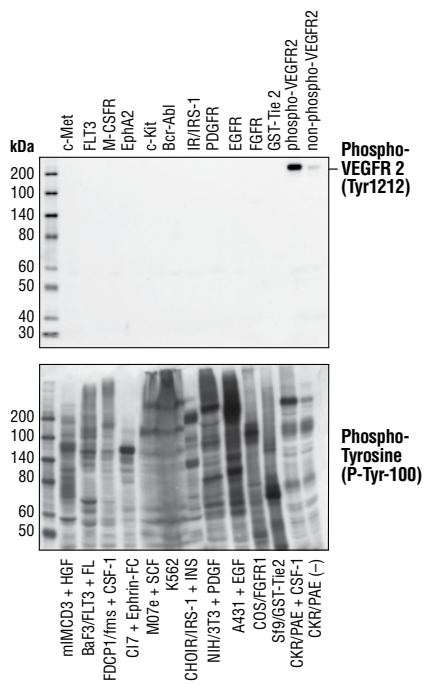 c-Met
FLT3
M-CSFR
EphA2
c-Kit
Bcr-Abl
IR/IRS-1
PDGFR
EGFR
FGFR
GST-Tie 2
phospho-VEGFR2
non-phospho-VEGFR2
kDa
200
100
140
80
60
50
40
30
Phospho-
VEGFR 2
(Tyr1212)
200
100
140
80
60
50
Phospho-
Tyrosine
(P-Tyr-100)
mIMCD3 + HGF
BaF3/FLT3 + FL
FDCP1/fms + CSF-1
CI7 + Ephrin-FC
M07e + SCF
K562
CHOIR/IRS-1 + INS
NIH/3T3 + PDGF
A431 + EGF
COS/FGFR1
Sf9/GST-Tie2
CKR/PAE + CSF-1
CKR/PAE (–)